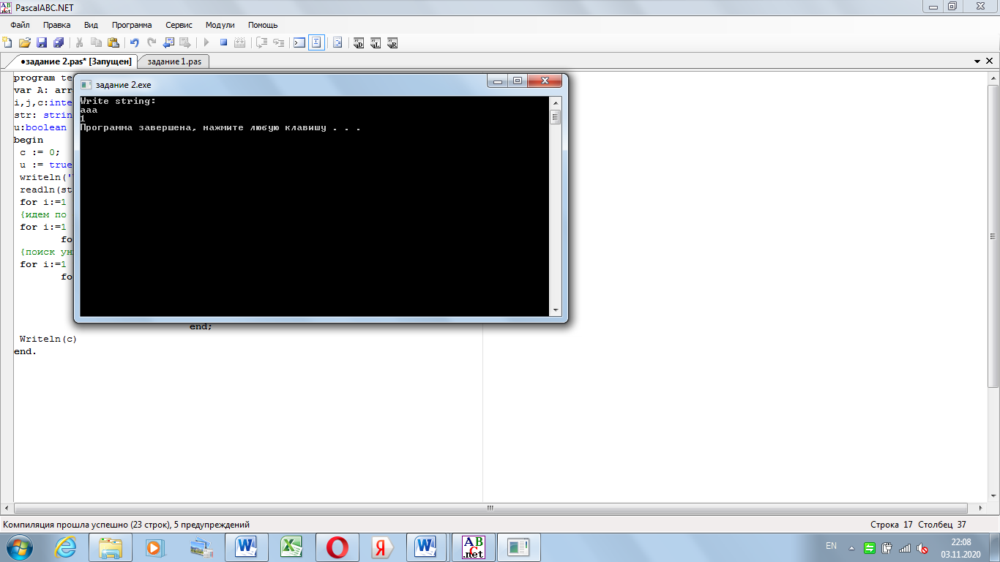 PascalABC.NET
Файл Правка Вид Программа Сервис Модули Помощь
•задание 2.pas* [Запущен] задание 1.pas
program te
var A: arr
i,j,c:inte
str: strin
u:boolean
begin
c := 0;
u := true
writeln('
readln(st
for i:=1
{идем по
for i:=1
fo
{поиск ун
for i:=1
fo
end;
Writeln(c)
end.
задание 2.exe
Write string:
aaa
1
Программа завершена, нажмите любую клавишу . . .
Компиляция прошла успешно (23 строк), 5 предупреждений Строка 17 Столбец 37
EN 22:08
03.11.2020